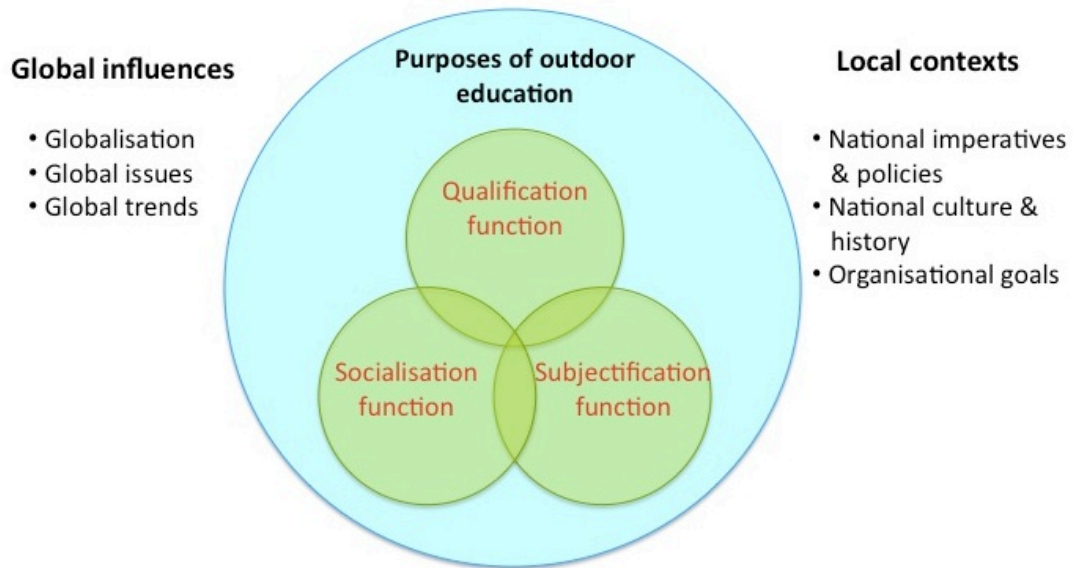 Global influences
• Globalisation
• Global issues
• Global trends
Purposes of outdoor
education
Qualification
function
Socialisation
function
Subjectification
function
Local contexts
• National imperatives
& policies
• National culture &
history
• Organisational goals